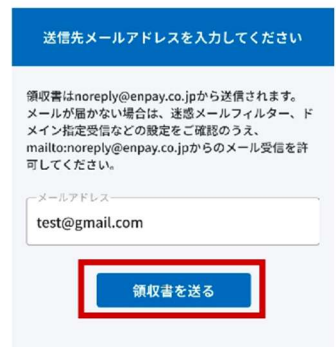 送信先メールアドレスを入力してください
領収書はnoreply@enpay.co.jpから送信されます。
メールが届かない場合は、迷惑メールフィルター、ド
メイン指定受信などの設定をご確認のうえ、
mailto:noreply@enpay.co.jpからのメール受信を許
可してください。
メールアドレス
test@gmail.com
領収書を送る